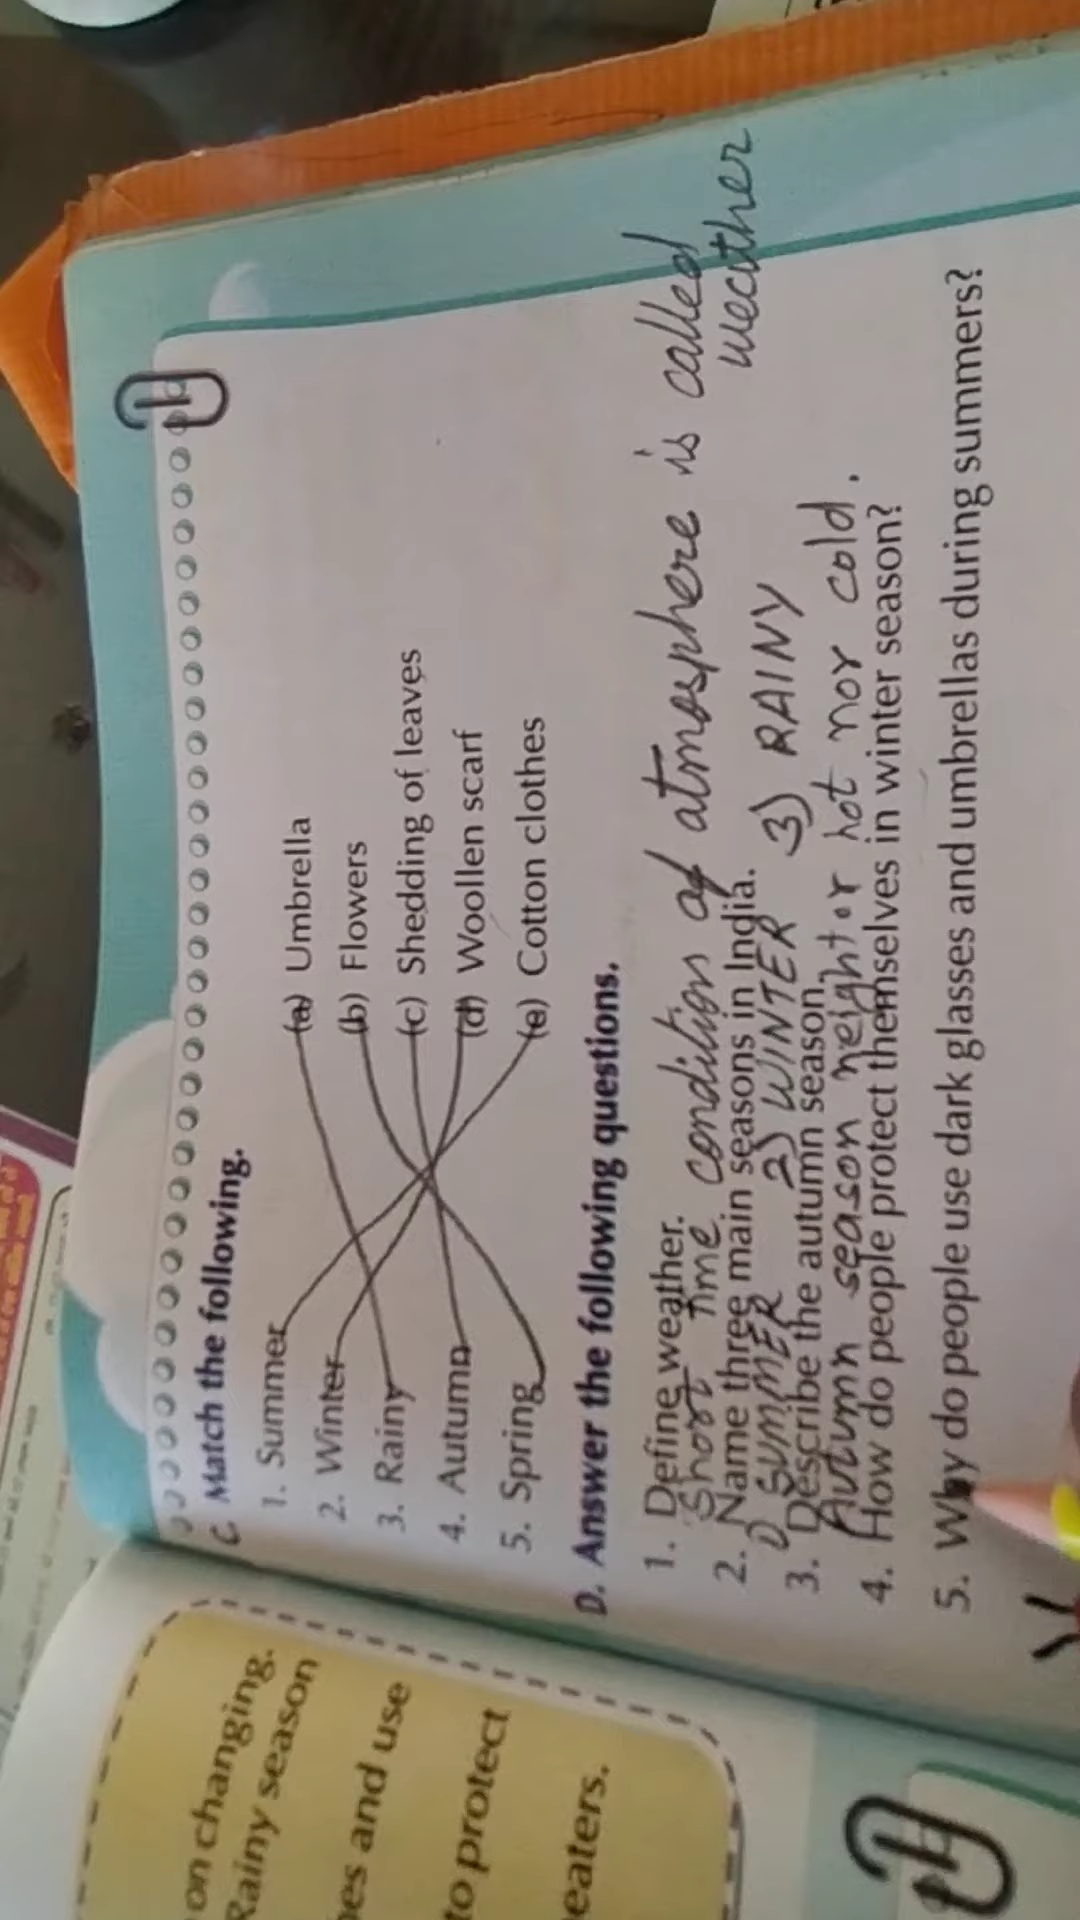 on changing.
Rainy season
es and use
to protect
eaters.
C. Match the following.
1. Summer (a) Umbrella
2. Winter (b) Flowers
3. Rainy (c) Shedding of leaves
4. Autumn (d) Woollen scarf
5. Spring (e) Cotton clothes
D. Answer the following questions.
1. Define weather.
Short time condition of atmosphere is called
weather
2. Name three main seasons in India.
1) SUMMER 2) WINTER 3) RAINY
3. Describe the autumn season.
Autumn season neightor hot nor cold.
4. How do people protect themselves in winter season?
5. Why do people use dark glasses and umbrellas during summers?